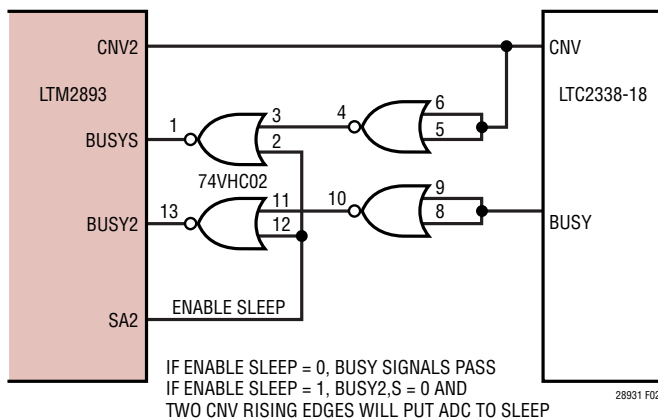 CNV2
CNV
LTM2893
LTC2338-18
4
6
5
1
3
2
BUSYS
74VHC02
13
11
12
10
9
8
BUSY2
BUSY
ENABLE SLEEP
SA2
IF ENABLE SLEEP = 0, BUSY SIGNALS PASS
IF ENABLE SLEEP = 1, BUSY2,S = 0 AND
TWO CNV RISING EDGES WILL PUT ADC TO SLEEP
28931 F02